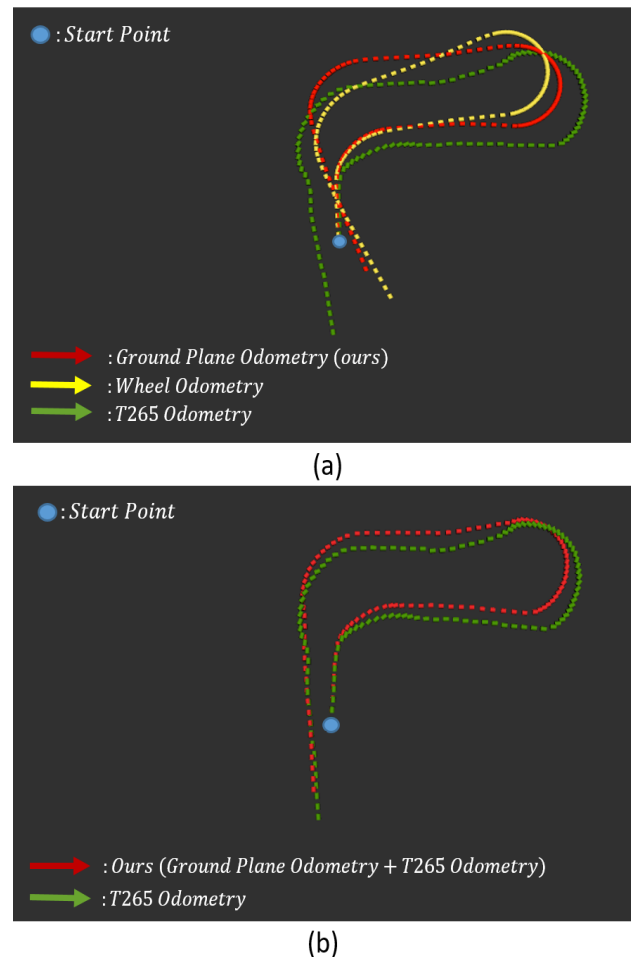 : Start Point
: Ground Plane Odometry (ours)
: Wheel Odometry
: T265 Odometry
(a)
: Start Point
: Ours (Ground Plane Odometry + T265 Odometry)
: T265 Odometry
(b)